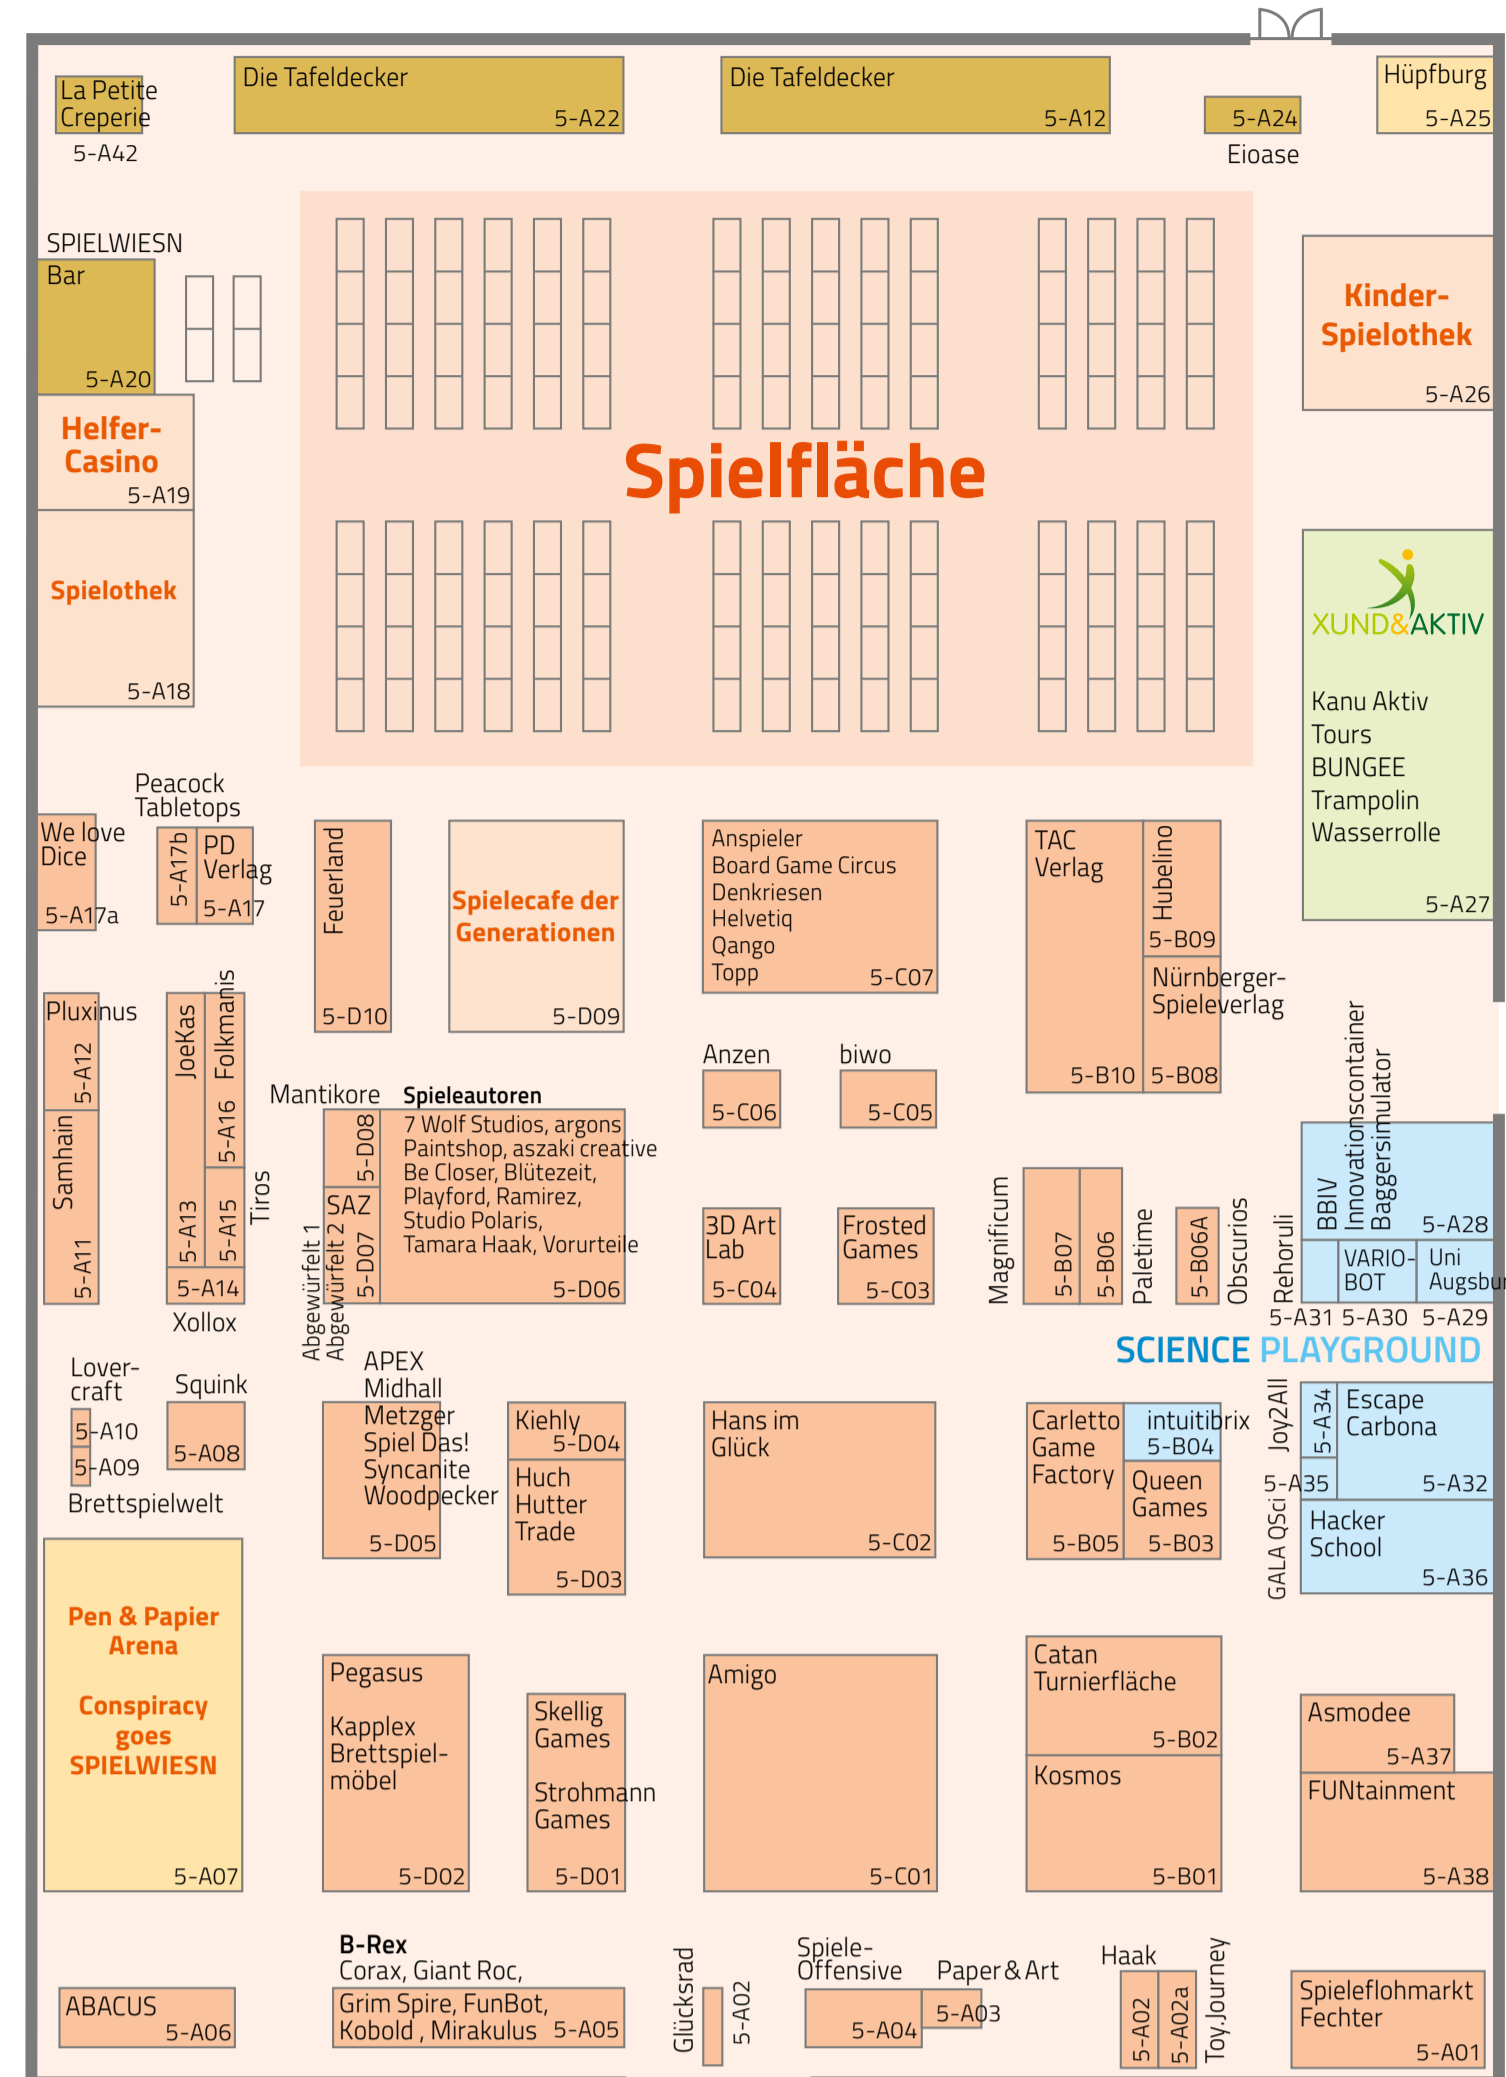 La Petite
Creperie
5-A42
Die Tafeldecker
5-A22
Die Tafeldecker
5-A12
5-A24
Eioase
Hüpfburg
5-A25
SPIELWIESN
Bar
5-A20
Helfer-
Casino
5-A19
Spielothek
5-A18
Spielfläche
Kinder-
Spielothek
5-A26
XUND&AKTIV
Kanu Aktiv
Tours
BUNGEE
Trampolin
Wasserrolle
5-A27
We love
Dice
5-A17a
Peacock
Tabletops
5-A17b
PD
Verlag
5-A17
Feuerland
5-D10
Spielecafe der
Generationen
5-D09
Anspieler
Board Game Circus
Denkriesen
Helvetiq
Qango
Topp
5-C07
TAC
Verlag
5-B10
Hubelino
5-B09
Nürnberger-
Spieleverlag
5-B08
Pluxinus
5-A12
Samhain
5-A11
JoeKas
5-A13
Folkmanis
5-A16
5-A15
Tiros
5-A14
Xollox
Mantikore
5-D08
SAZ
5-D07
Abgewürfelt 1
Abgewürfelt 2
Spieleautoren
7 Wolf Studios, argons
Paintshop, aszaki creative
Be Closer, Blütezeit,
Playford, Ramirez,
Studio Polaris,
Tamara Haak, Vorurteile
5-D06
Anzen
5-C06
biwo
5-C05
3D Art
Lab
5-C04
Frosted
Games
5-C03
Magnificum
5-B07
5-B06
Paletime
5-B06A
Obscurios
BBIV
Innovationscontainer
Baggersimulator
5-A28
Rehoruli
VARIO-
BOT
Uni
Augsbu
5-A31
5-A30
5-A29
SCIENCE PLAYGROUND
Lover-
craft
5-A10
5-A09
Brettspielwelt
Squink
5-A08
APEX
Midhall
Metzger
Spiel Das!
Syncanite
Woodpecker
5-D05
Kiehly
5-D04
Huch
Hutter
Trade
5-D03
Hans im
Glück
5-C02
Carletto
Game
Factory
5-B05
intuitibrix
5-B04
Queen
Games
5-B03
Joy2All
5-A34
Escape
Carbona
5-A32
5-A35
GALA QSci
Hacker
School
5-A36
Pen & Papier
Arena
Conspiracy
goes
SPIELWIESN
5-A07
Pegasus
Kapplex
Brettspiel-
möbel
5-D02
Skellig
Games
Strohmann
Games
5-D01
Amigo
5-C01
Catan
Turnierfläche
5-B02
Kosmos
5-B01
Asmodee
5-A37
FUNtainment
5-A38
ABACUS
5-A06
B-Rex
Corax, Giant Roc,
Grim Spire, FunBot,
Kobold , Mirakulus
5-A05
Glücksrad
5-A02
Spiele-
Offensive
5-A04
Paper & Art
5-A03
Haak
5-A02
5-A02a
Toy.Journey
Spieleflohmarkt
Fechter
5-A01